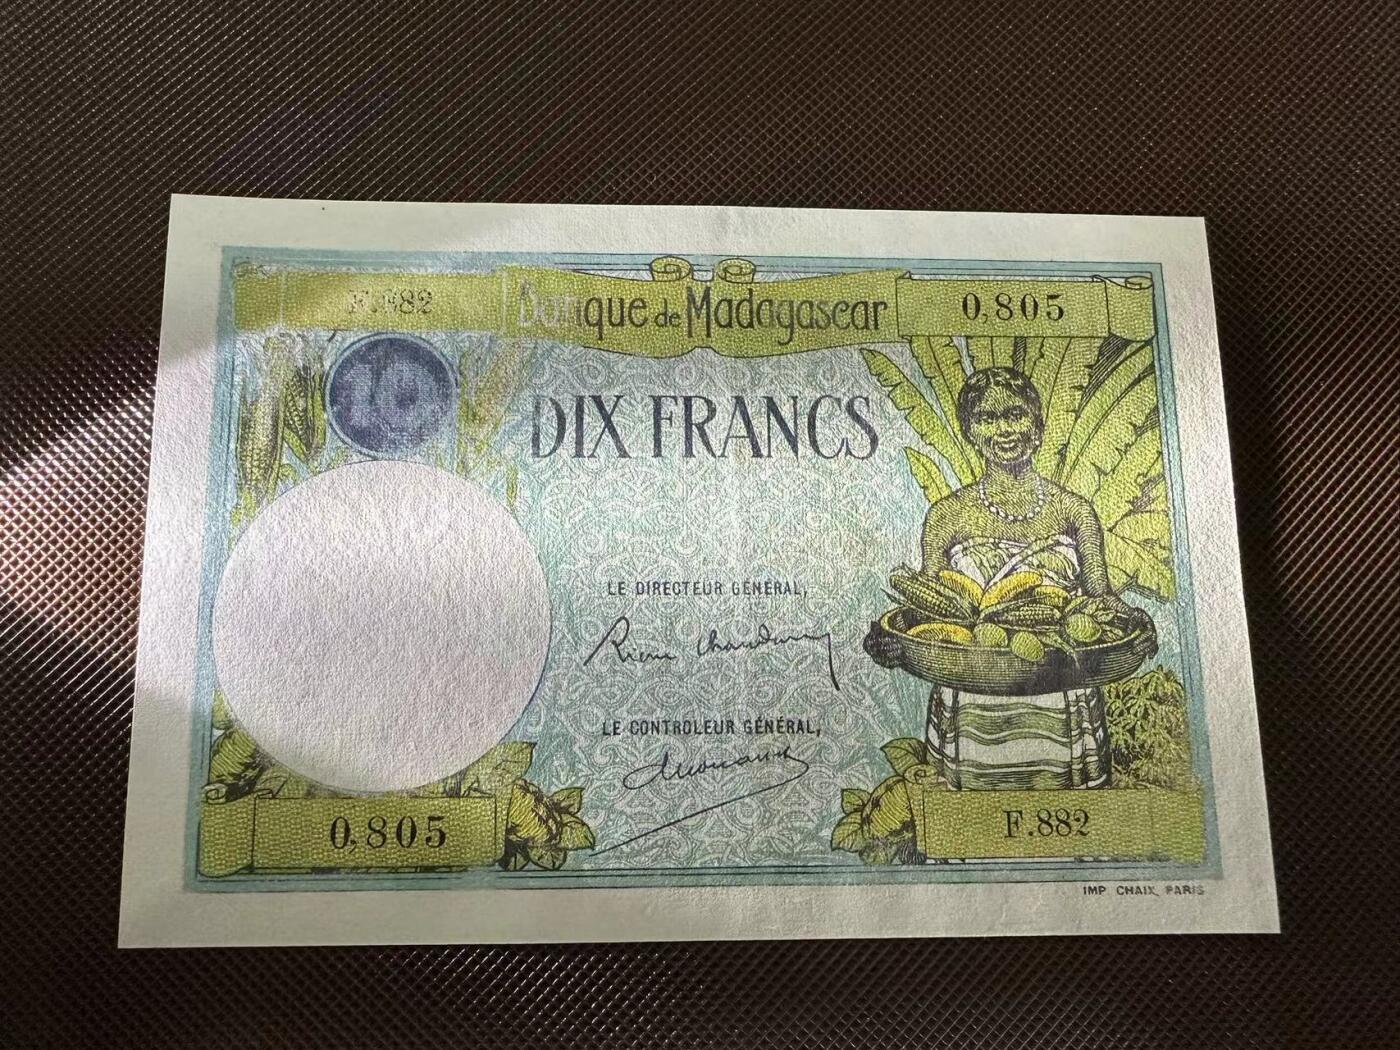 F.882
Banque de Madagascar
0,805
10
DIX FRANCS
LE DIRECTEUR GÉNÉRAL,
LE CONTROLEUR GÉNÉRAL,
0,805
F.882
IMP CHAIX, PARIS